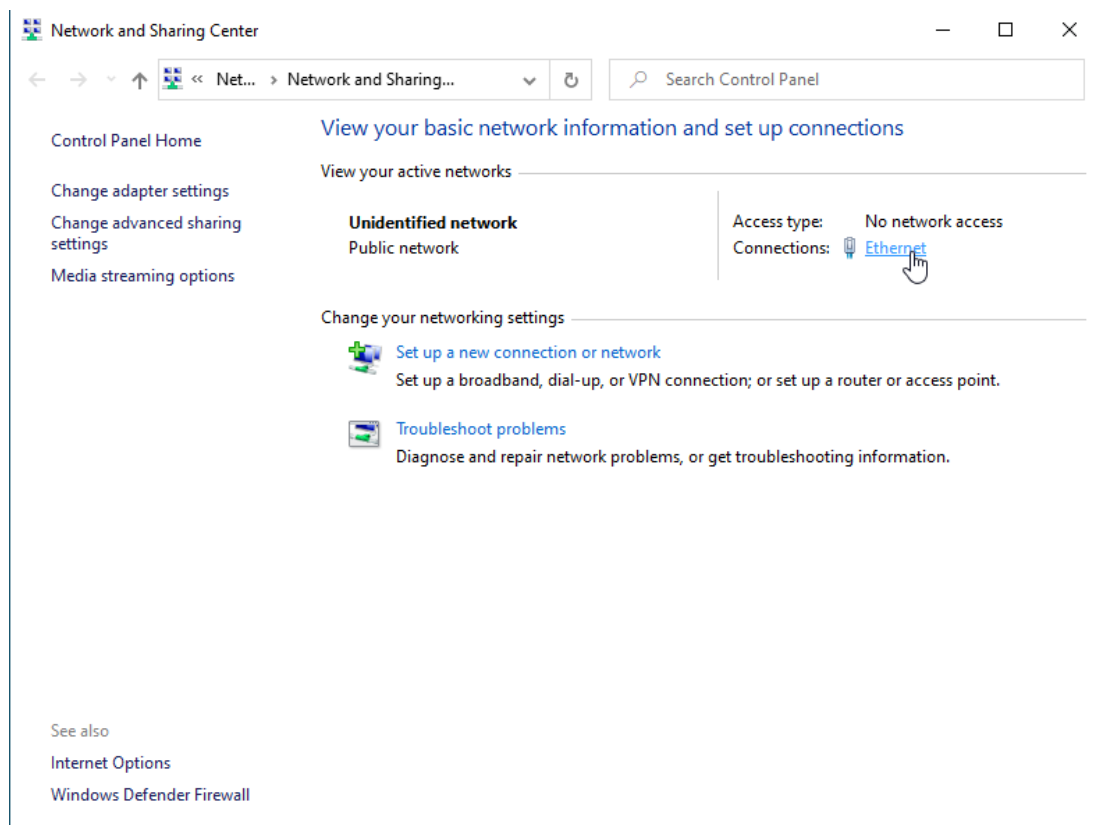 Network and Sharing Center
« Net... > Network and Sharing...
Search Control Panel
Control Panel Home
Change adapter settings
Change advanced sharing
settings
Media streaming options
View your basic network information and set up connections
View your active networks
Unidentified network
Public network
Access type: No network access
Connections: Ethernet
Change your networking settings
Set up a new connection or network
Set up a broadband, dial-up, or VPN connection; or set up a router or access point.
Troubleshoot problems
Diagnose and repair network problems, or get troubleshooting information.
See also
Internet Options
Windows Defender Firewall